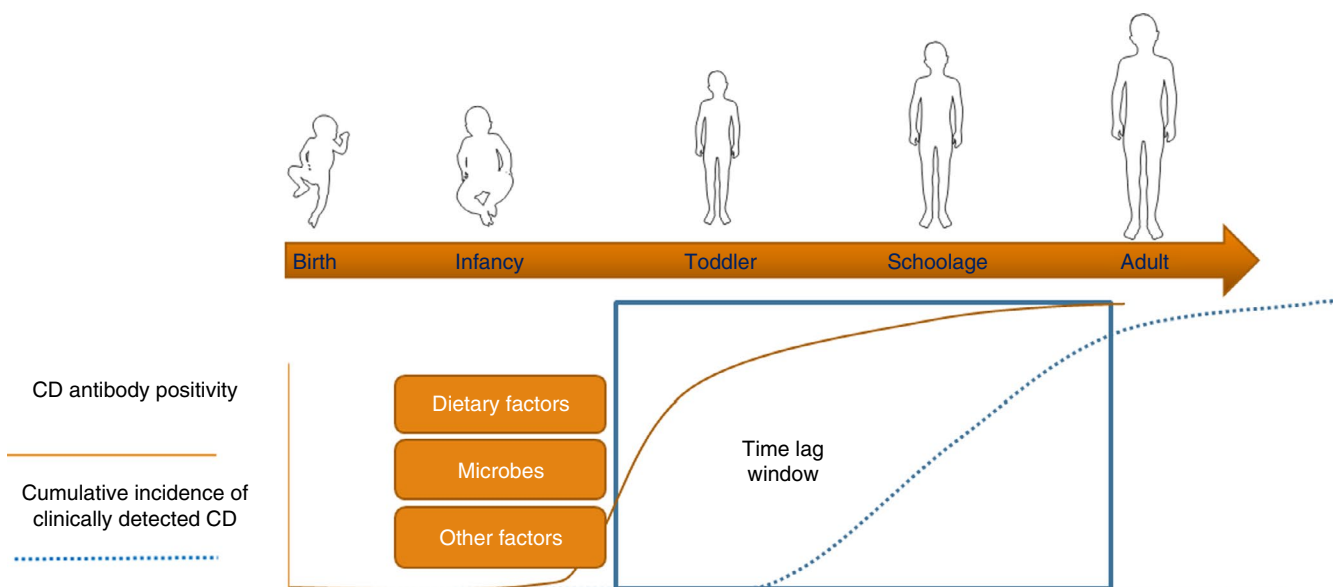 Birth
Infancy
Toddler
Schoolage
Adult
CD antibody positivity
Cumulative incidence of
clinically detected CD
Dietary factors
Microbes
Other factors
Time lag
window